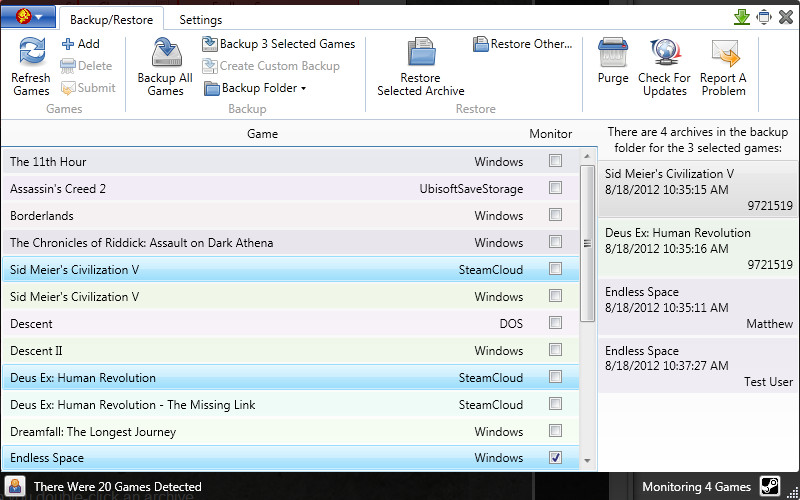 Backup/Restore
Settings
Refresh Games
Add
Delete
Submit
Games
Backup All Games
Backup 3 Selected Games
Create Custom Backup
Backup Folder
Backup
Restore Selected Archive
Restore Other...
Restore
Purge
Check For Updates
Report A Problem
Game Monitor
The 11th Hour Windows
Assassin's Creed 2 UbisoftSaveStorage
Borderlands Windows
The Chronicles of Riddick: Assault on Dark Athena Windows
Sid Meier's Civilization V SteamCloud
Sid Meier's Civilization V Windows
Descent DOS
Descent II Windows
Deus Ex: Human Revolution SteamCloud
Deus Ex: Human Revolution - The Missing Link SteamCloud
Dreamfall: The Longest Journey Windows
Endless Space Windows
There are 4 archives in the backup
folder for the 3 selected games:
Sid Meier's Civilization V
8/18/2012 10:35:15 AM
9721519
Deus Ex: Human Revolution
8/18/2012 10:35:16 AM
9721519
Endless Space
8/18/2012 10:35:11 AM
Matthew
Endless Space
8/18/2012 10:37:27 AM
Test User
There Were 20 Games Detected
Monitoring 4 Games